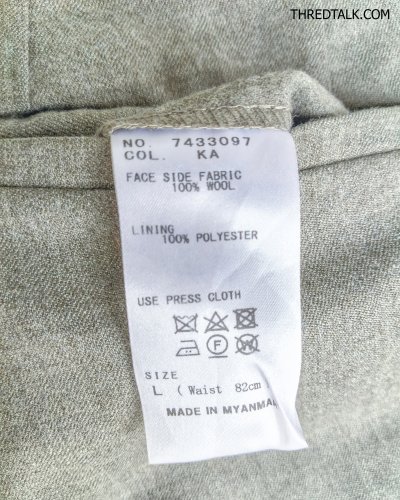 THREDTALK.COM
NO. 7433097
COL. KA
FACE SIDE FABRIC
100% WOOL
LINING
100% POLYESTER
USE PRESS CLOTH
F W
SIZE
L ( Waist 82cm )
MADE IN MYANMAR